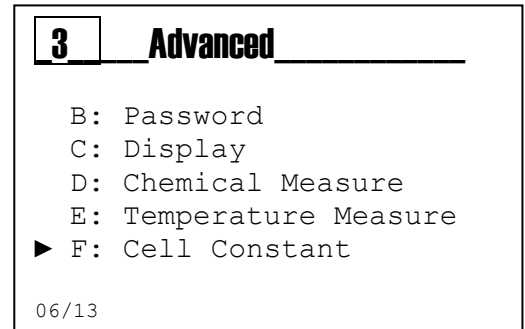 3 Advanced
B: Password
C: Display
D: Chemical Measure
E: Temperature Measure
► F: Cell Constant
06/13